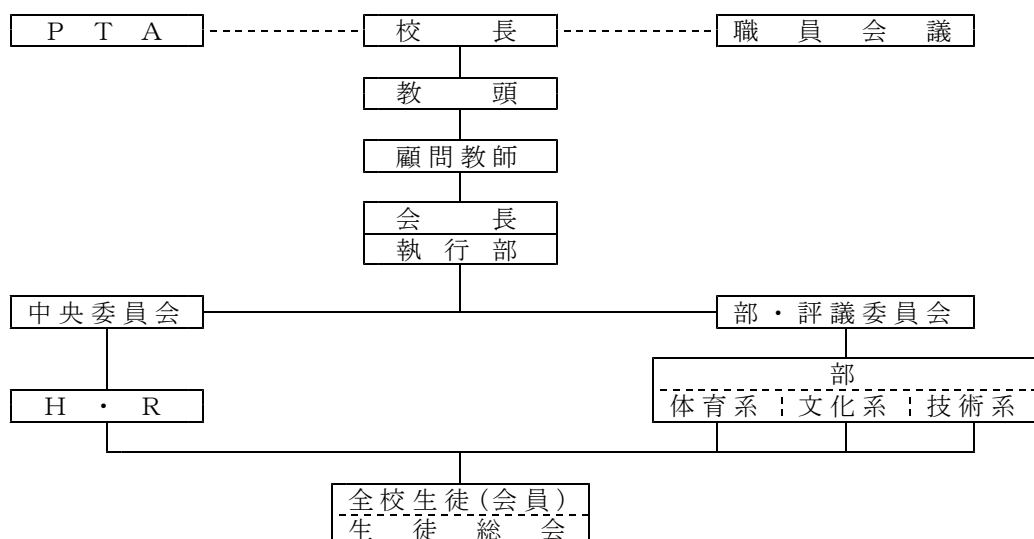 PTA 校長 職員会議
教頭
顧問教師
会長
執行部
中央委員会 部・評議委員会
部
H・R 体育系 文化系 技術系
全校生徒(会員)
生徒総会